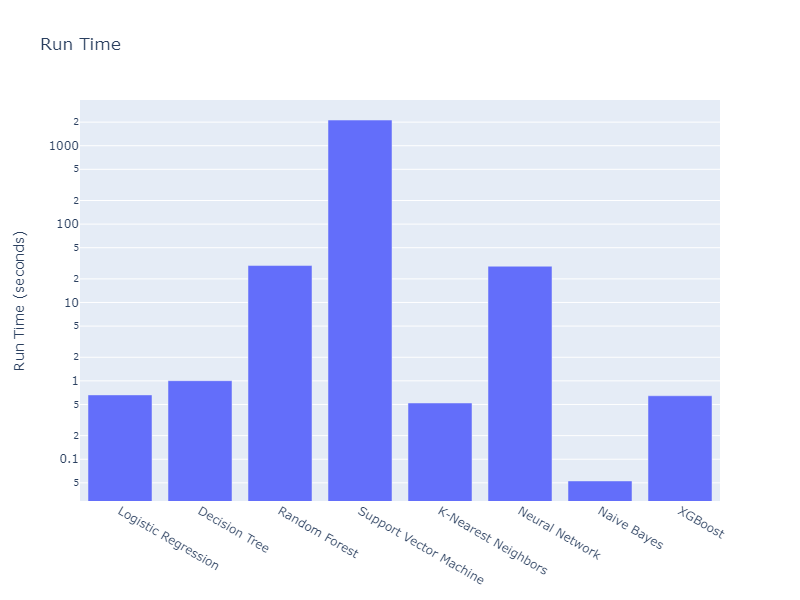 Run Time
Run Time (seconds)
2
1000
5
2
100
5
2
10
5
2
1
5
2
0.1
5
Logistic Regression
Decision Tree
Random Forest
Support Vector Machine
K-Nearest Neighbors
Neural Network
Naive Bayes
XGBoost